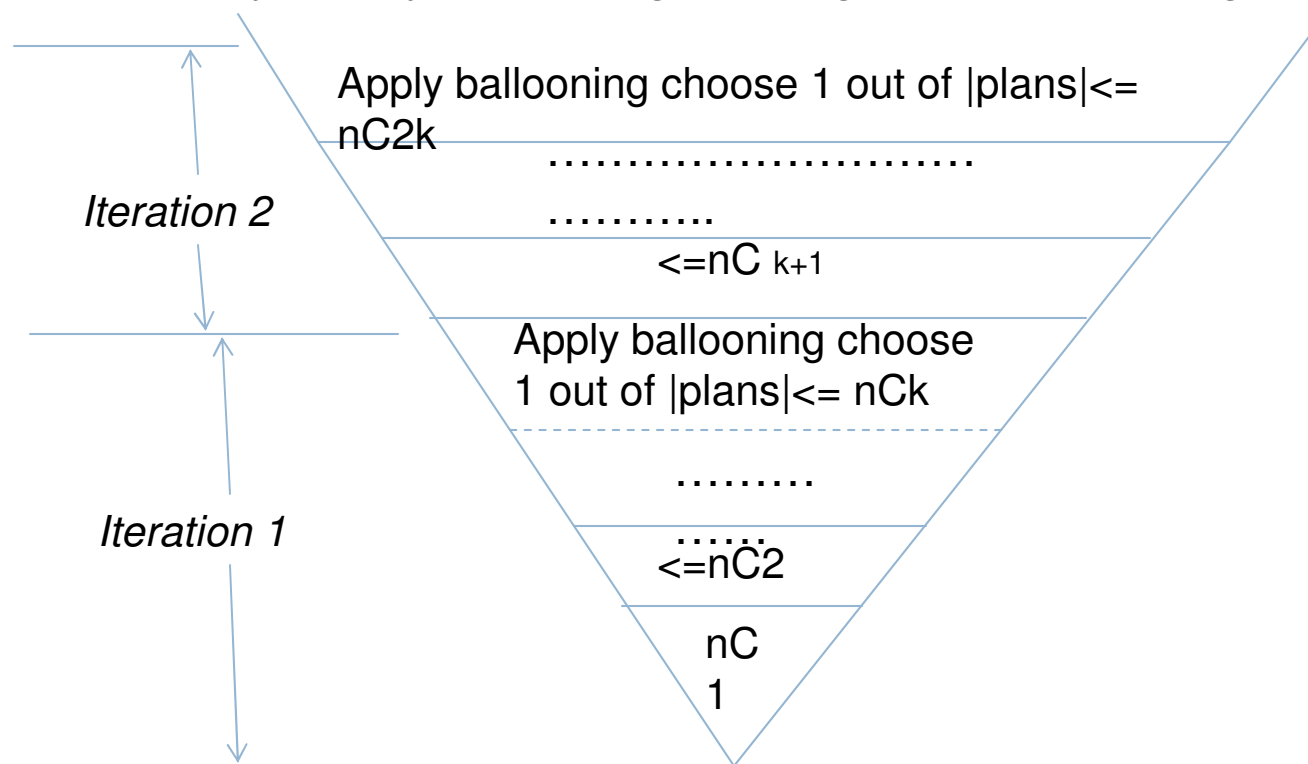 Apply ballooning choose 1 out of |plans|<=
nC2k
…………………………
………..
Iteration 2
<=nC k+1
Apply ballooning choose
1 out of |plans|<= nCk
………
Iteration 1
……
<=nC2
nC
1